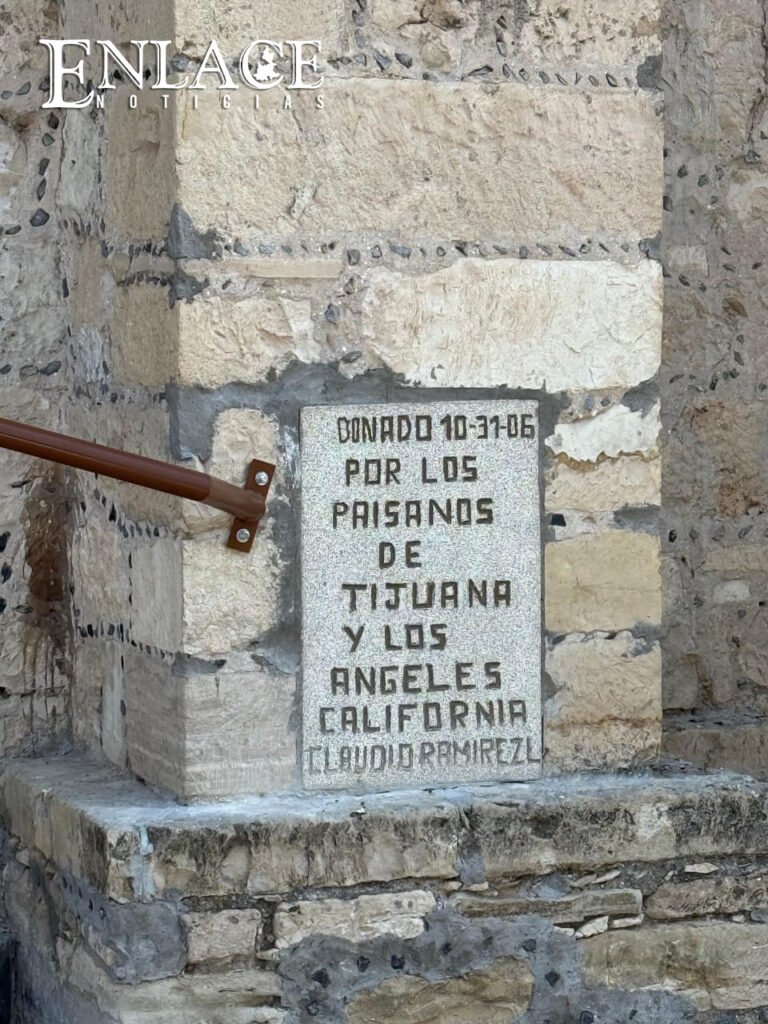 ENLACE
NOTICIAS
DONADO 10-31-06
POR LOS
PAISANOS
DE
TIJUANA
Y LOS
ANGELES
CALIFORNIA
CLAUDIO RAMIREZ L